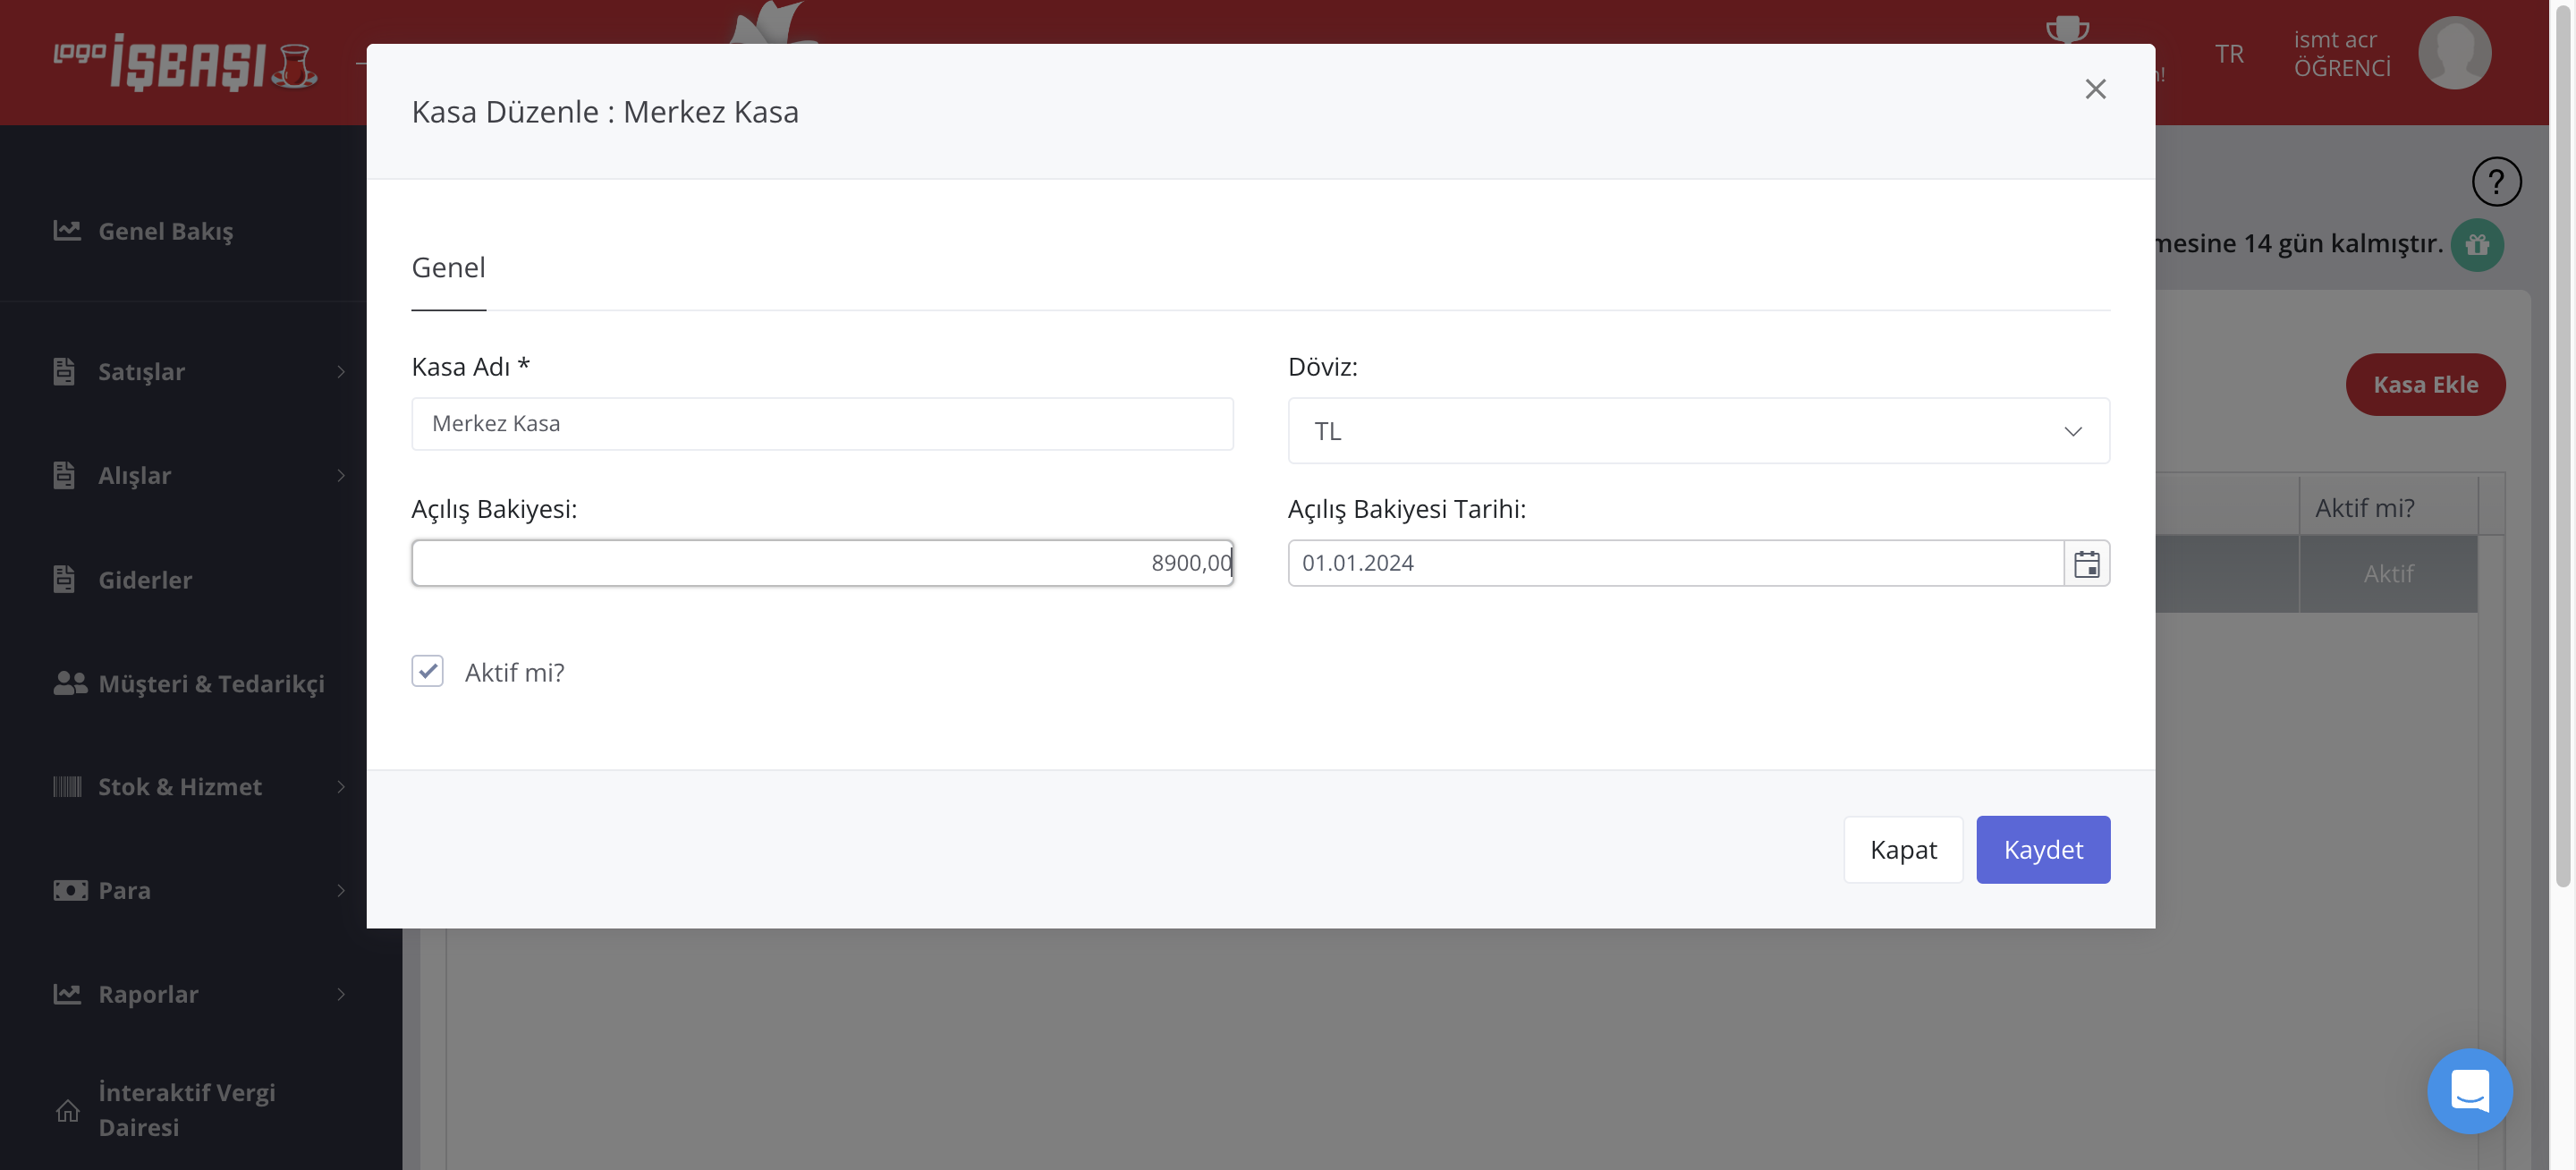 logo İŞBAŞI
TR
ismt acr
ÖĞRENCİ
Kasa Düzenle : Merkez Kasa
Genel Bakış
mesine 14 gün kalmıştır.
Genel
Satışlar
Kasa Adı *
Döviz:
Kasa Ekle
Merkez Kasa
TL
Alışlar
Açılış Bakiyesi:
Açılış Bakiyesi Tarihi:
Aktif mi?
8900,00
01.01.2024
Giderler
Aktif
Müşteri & Tedarikçi
Aktif mi?
Stok & Hizmet
Kapat
Kaydet
Para
Raporlar
İnteraktif Vergi
Dairesi